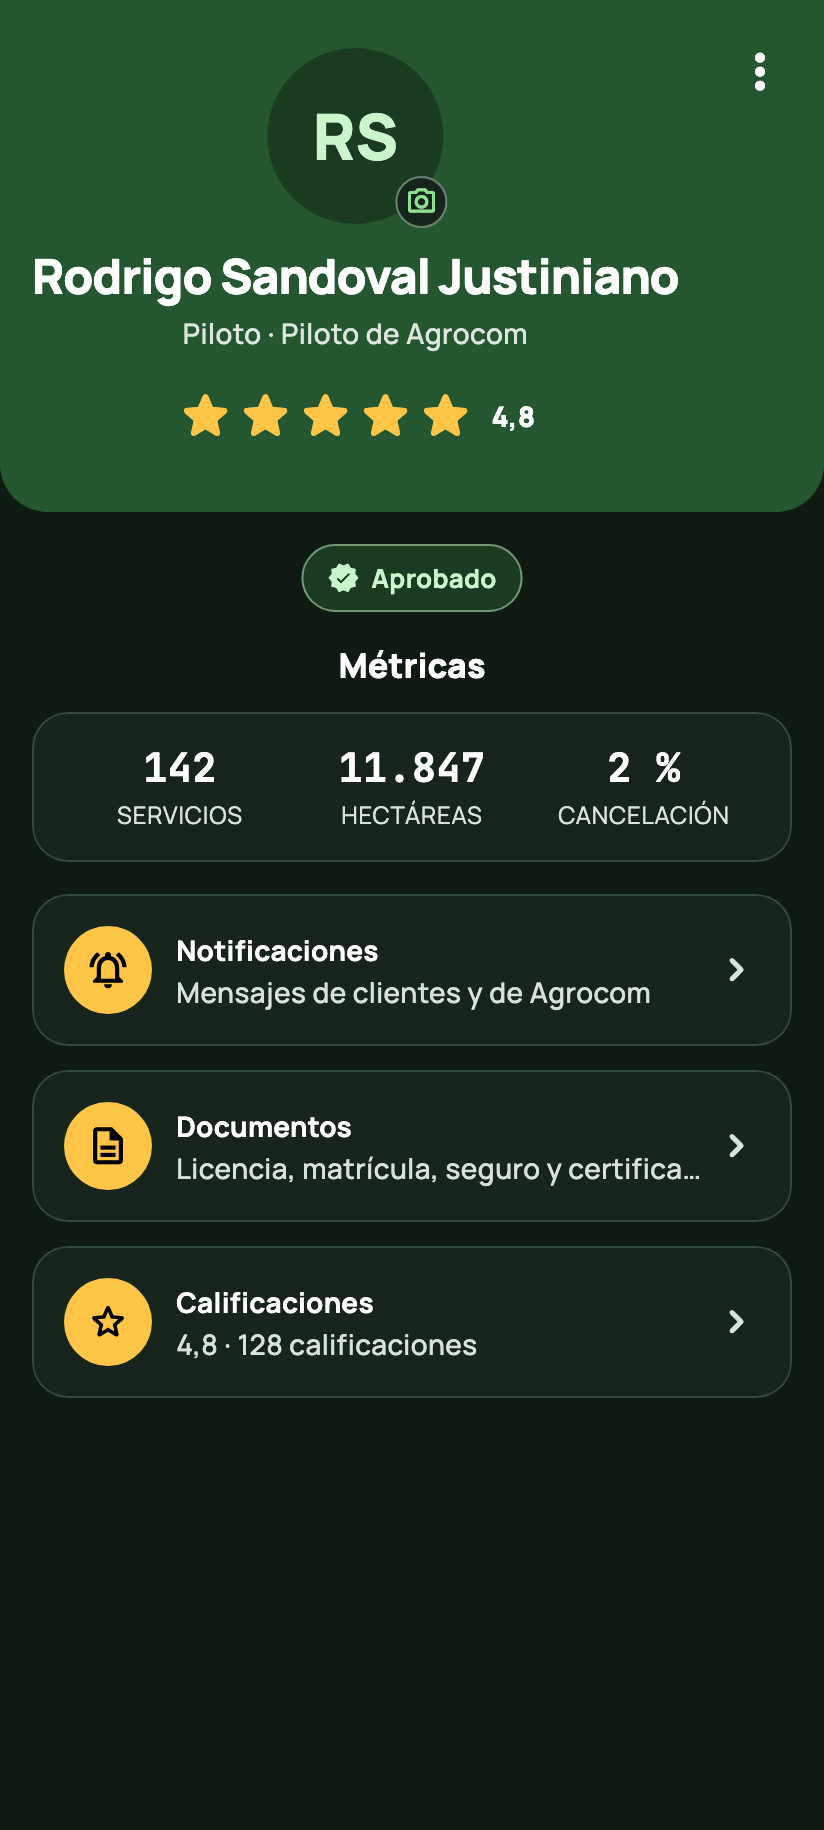 RS
Rodrigo Sandoval Justiniano
Piloto · Piloto de Agrocom
4,8
Aprobado
Métricas
142 11.847 2 %
SERVICIOS HECTÁREAS CANCELACIÓN
Notificaciones
Mensajes de clientes y de Agrocom
Documentos
Licencia, matrícula, seguro y certifica…
Calificaciones
4,8 · 128 calificaciones